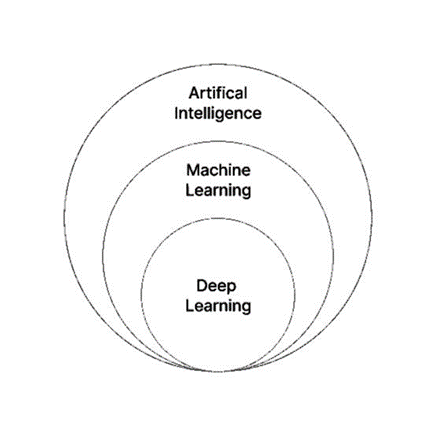 Artifical
Intelligence
Machine
Learning
Deep
Learning